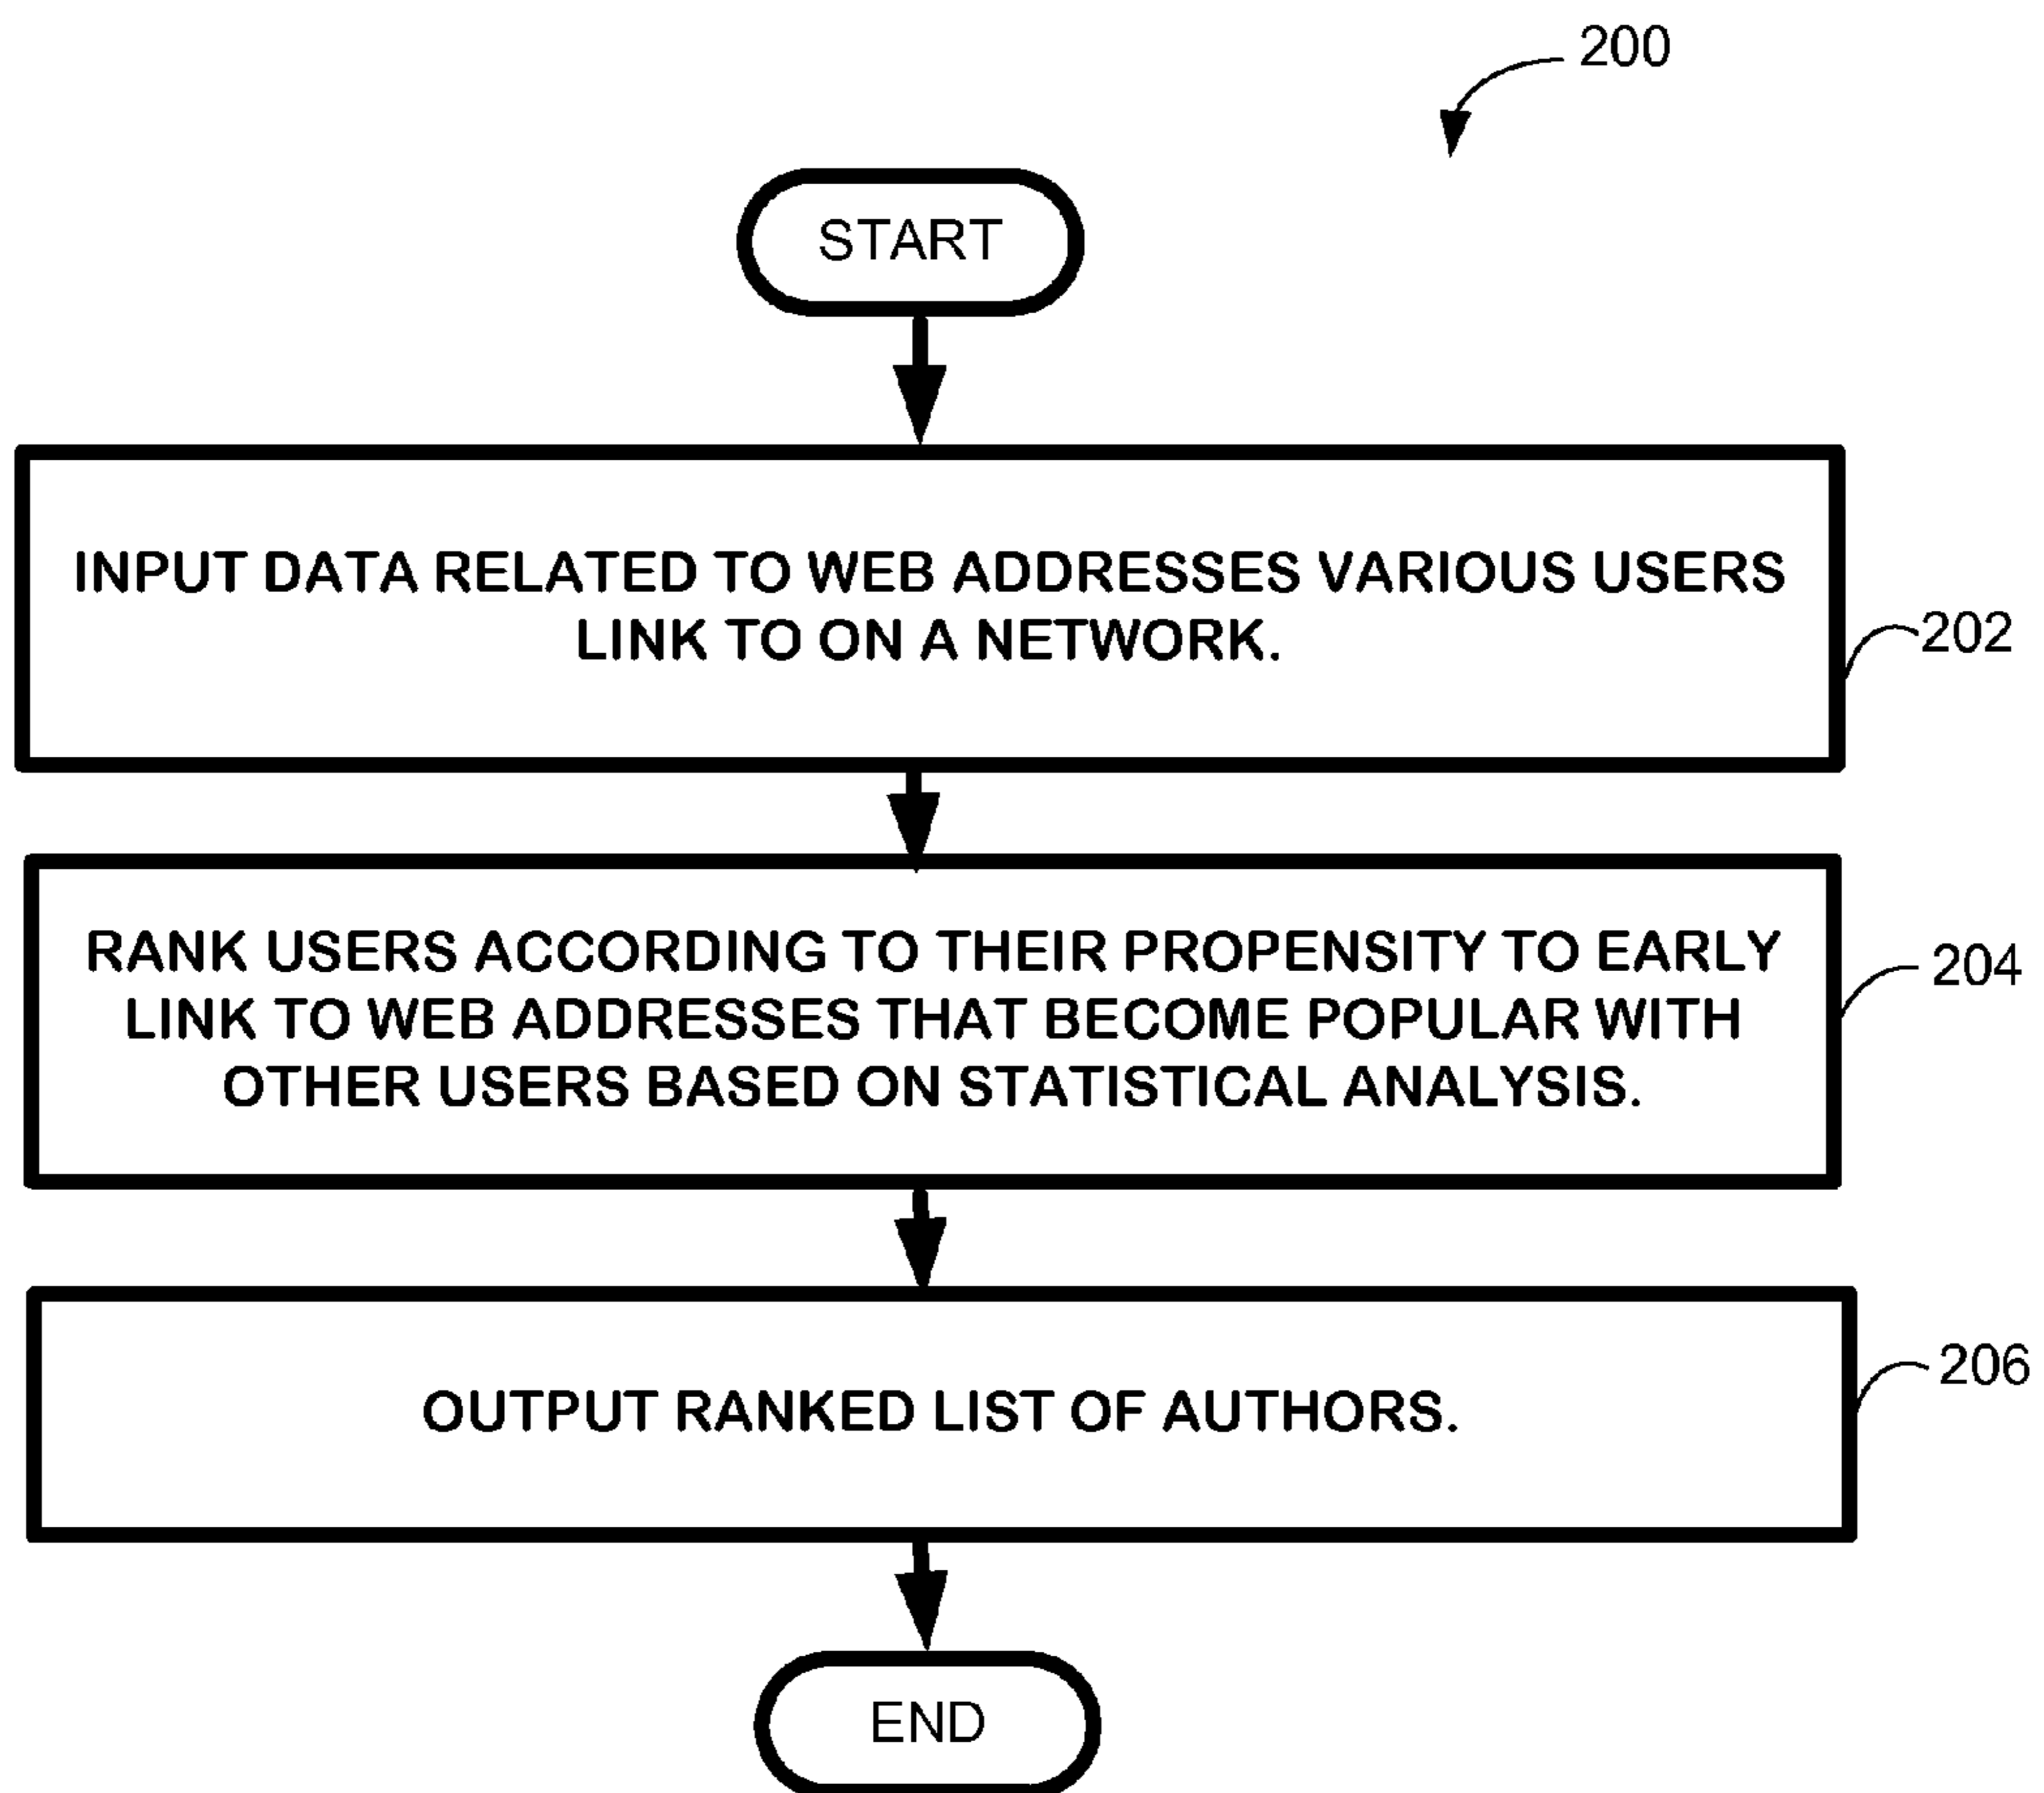 200
START
INPUT DATA RELATED TO WEB ADDRESSES VARIOUS USERS
LINK TO ON A NETWORK.
202
RANK USERS ACCORDING TO THEIR PROPENSITY TO EARLY
LINK TO WEB ADDRESSES THAT BECOME POPULAR WITH
OTHER USERS BASED ON STATISTICAL ANALYSIS.
204
OUTPUT RANKED LIST OF AUTHORS.
206
END